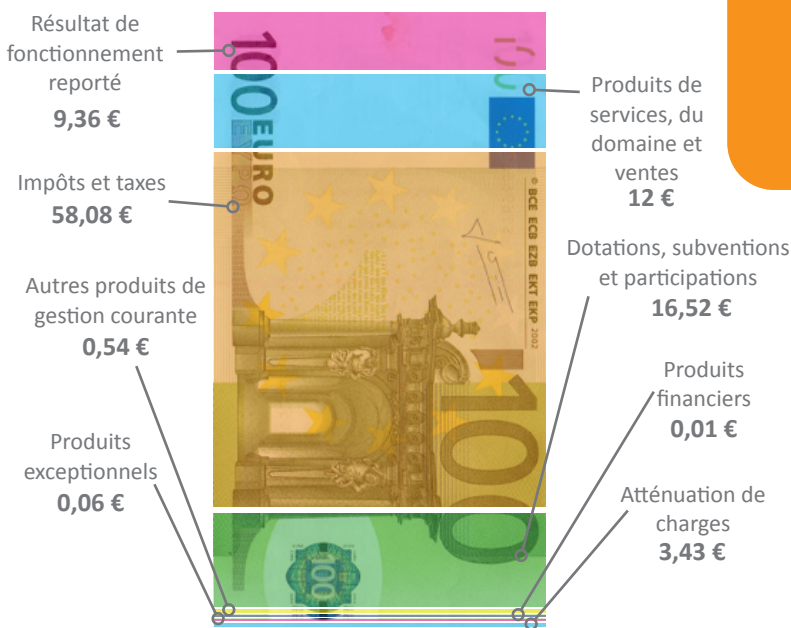 Résultat de
fonctionnement
reporté
9,36 €
Produits de
services, du
domaine et
ventes
12 €
Impôts et taxes
58,08 €
Dotations, subventions
et participations
16,52 €
Autres produits de
gestion courante
0,54 €
Produits
financiers
0,01 €
Produits
exceptionnels
0,06 €
Atténuation de
charges
3,43 €
100 EURO
ΕΥΡΩ
© BCE ECB EZB EKT EKP 2002
100
100